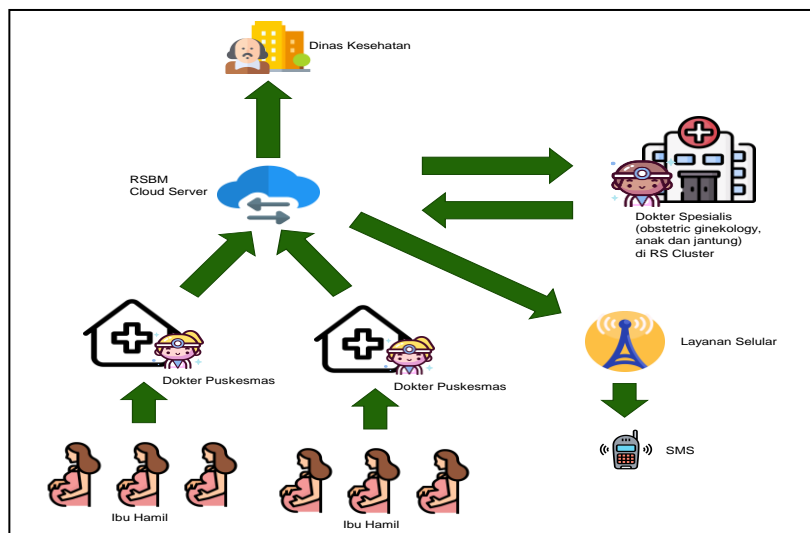 Dinas Kesehatan
RSBM
Cloud Server
Dokter Spesialis
(obstetric ginekology,
anak dan jantung)
di RS Cluster
Layanan Selular
Dokter Puskesmas
Dokter Puskesmas
SMS
Ibu Hamil
Ibu Hamil